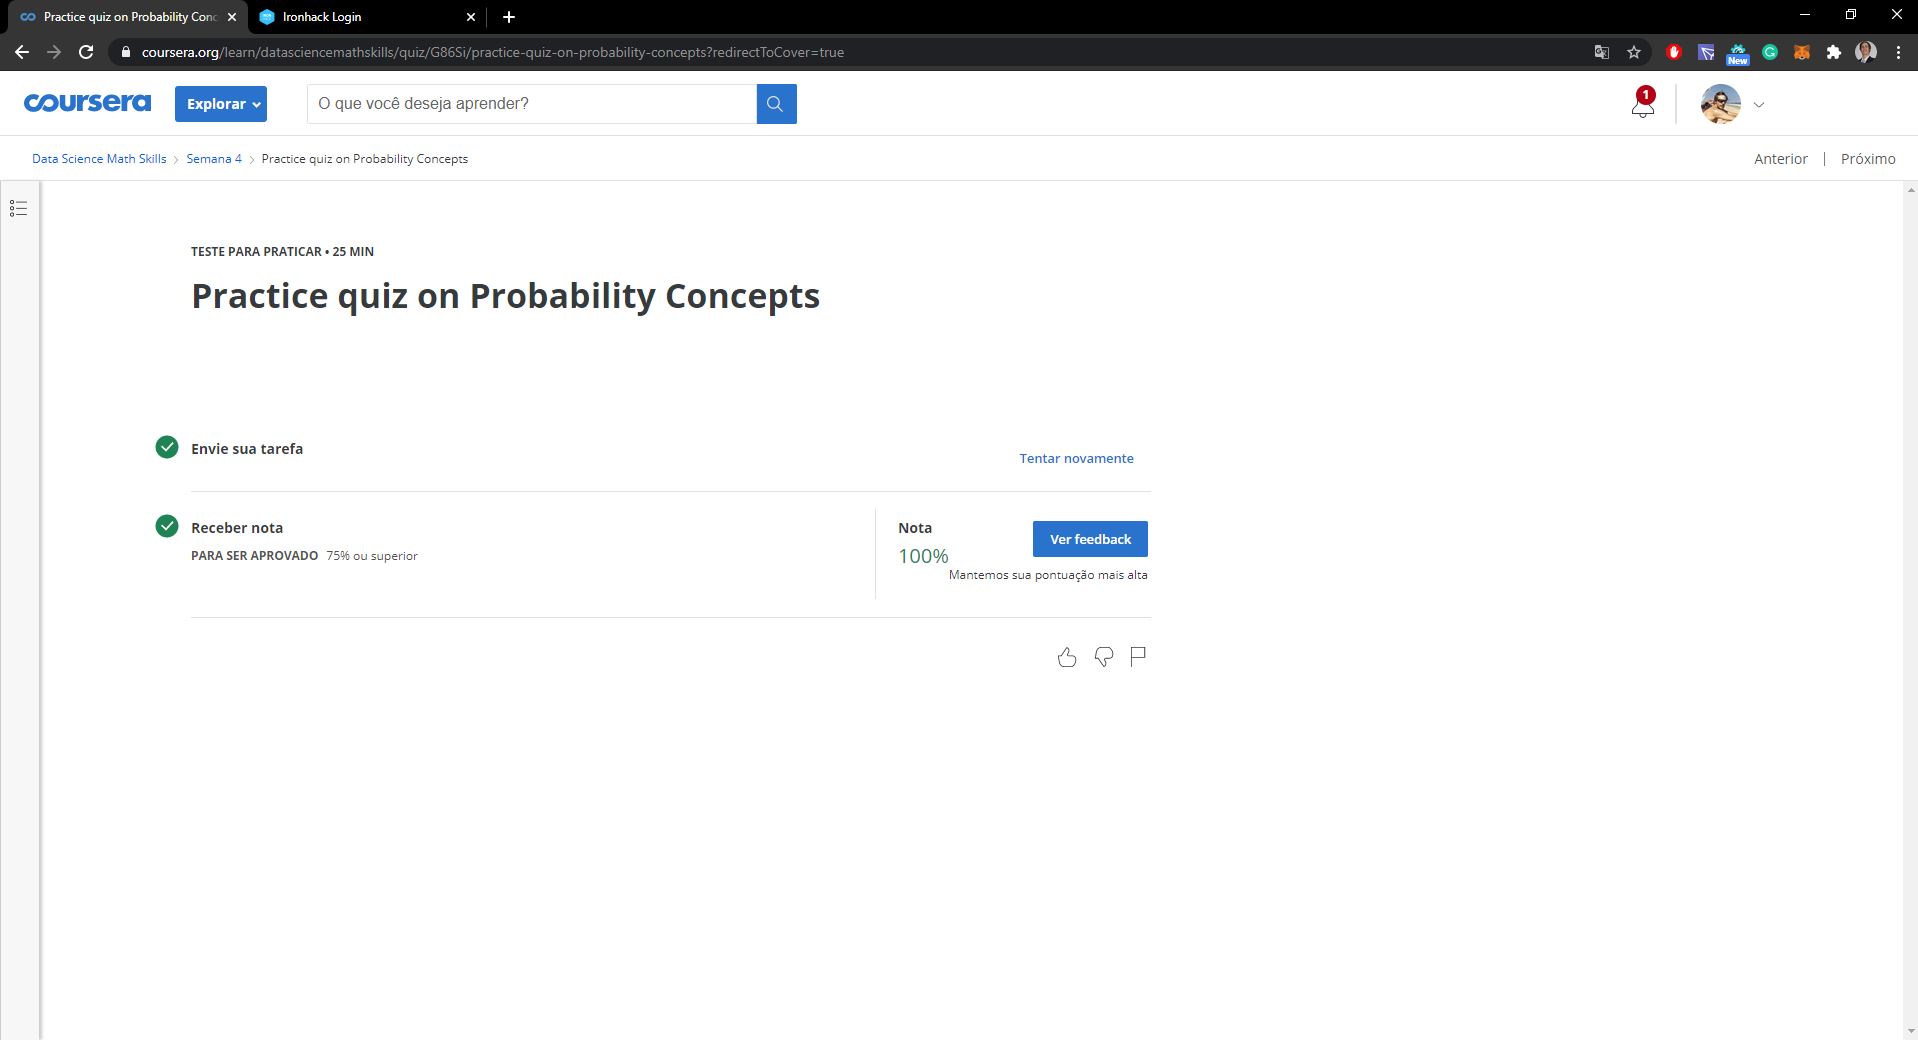 Practice quiz on Probability Conc
Ironhack Login
coursera.org/learn/datasciencemathskills/quiz/G86Si/practice-quiz-on-probability-concepts?redirectToCover=true
New
coursera
Explorar
O que você deseja aprender?
1
Data Science Math Skills
Semana 4
Practice quiz on Probability Concepts
Anterior
Próximo
TESTE PARA PRATICAR • 25 MIN
Practice quiz on Probability Concepts
Envie sua tarefa
Tentar novamente
Receber nota
PARA SER APROVADO 75% ou superior
Nota
100%
Ver feedback
Mantemos sua pontuação mais alta